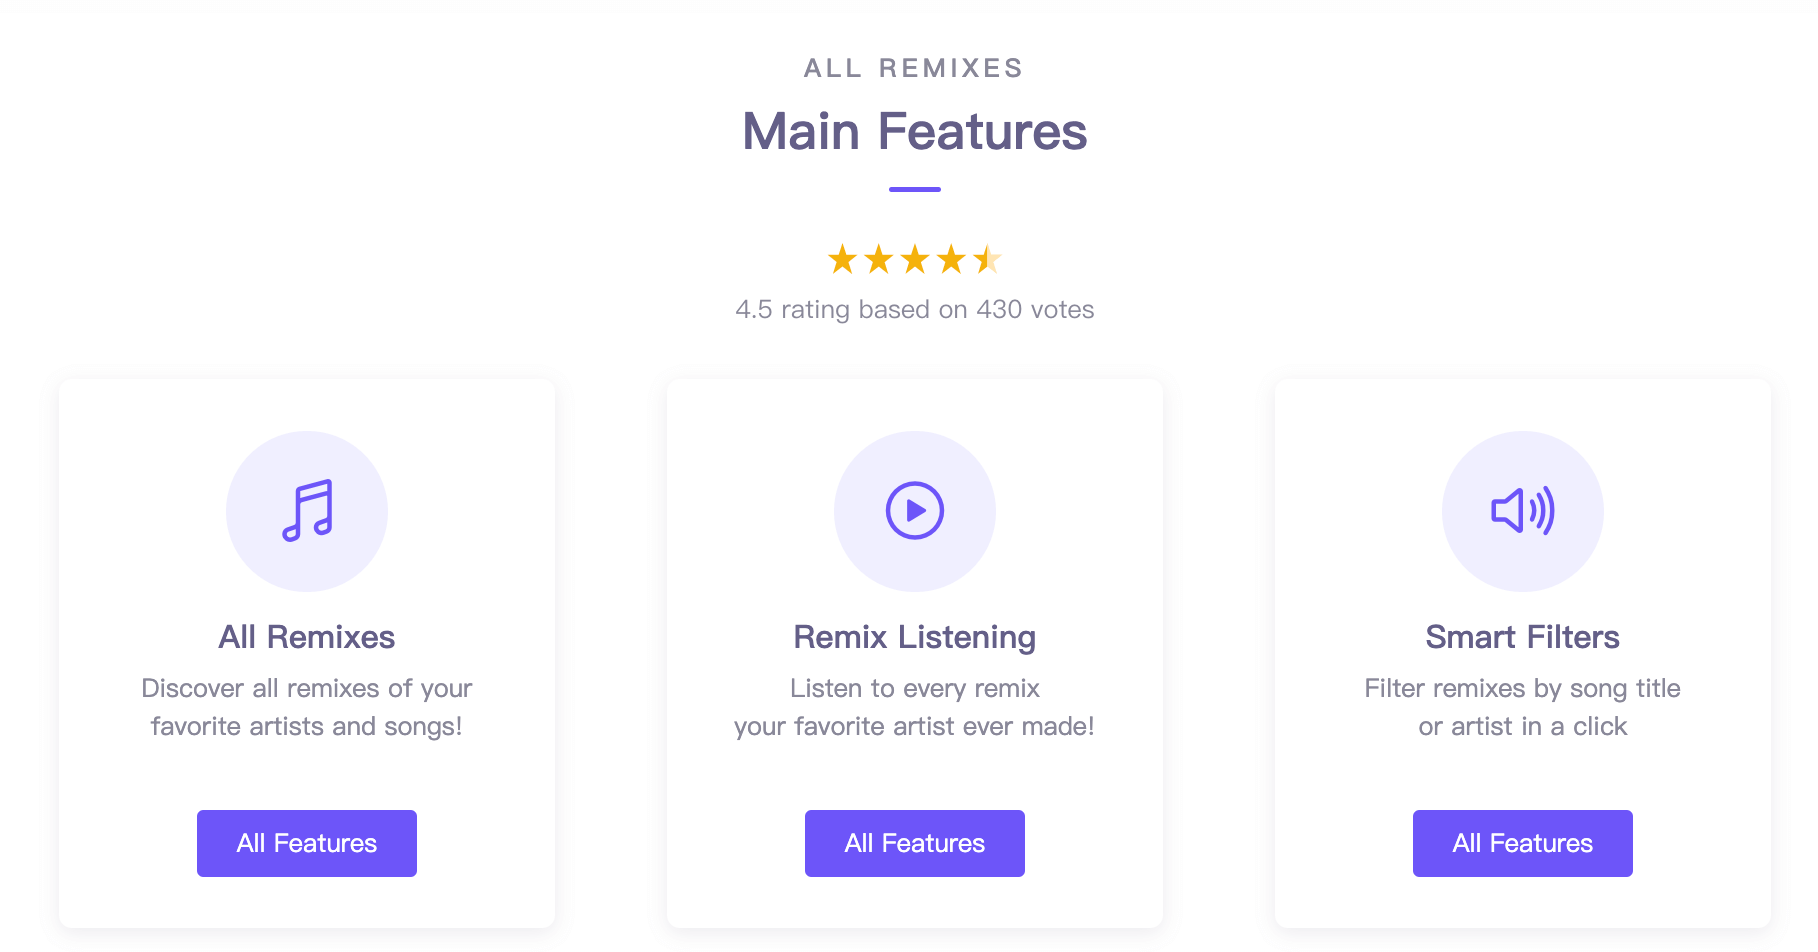 ALL REMIXES
Main Features
4.5 rating based on 430 votes
All Remixes
Discover all remixes of your
favorite artists and songs!
All Features
Remix Listening
Listen to every remix
your favorite artist ever made!
All Features
Smart Filters
Filter remixes by song title
or artist in a click
All Features